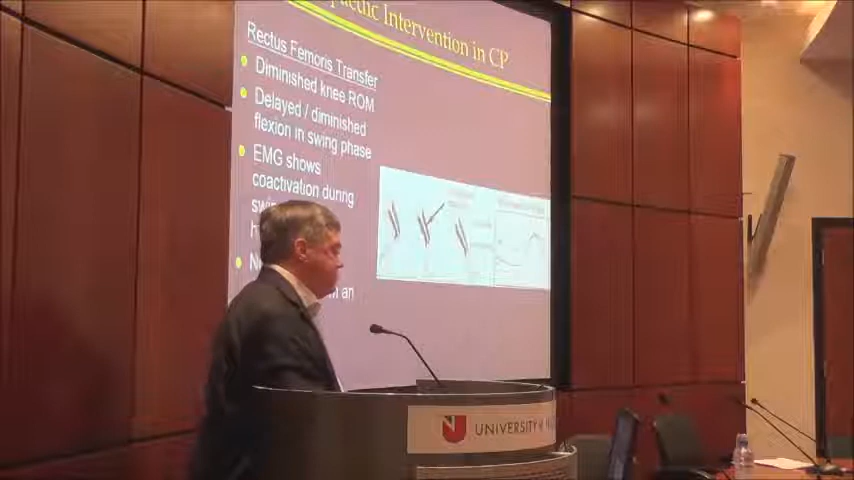 Intervention in CP
Rectus Femoris Transfer
Diminished knee ROM
Delayed / diminished
flexion in swing phase
EMG shows
coactivation during
an
N
UNIVERSITY